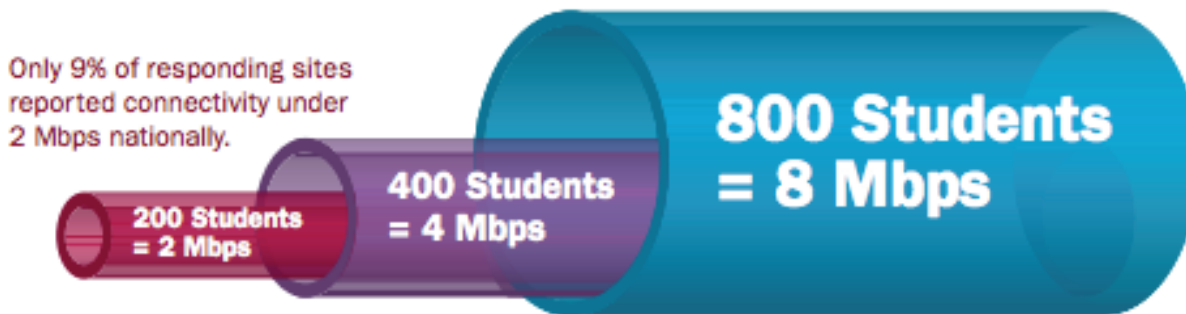 Only 9% of responding sites
reported connectivity under
2 Mbps nationally.
200 Students
= 2 Mbps
400 Students
= 4 Mbps
800 Students
= 8 Mbps